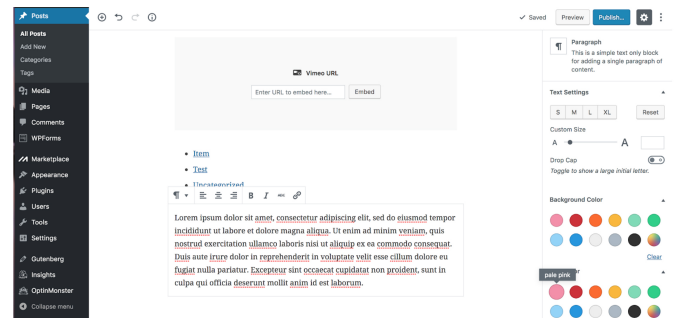 Posts
All Posts
Add New
Categories
Tags
Media
Pages
Comments
WPForms
Marketplace
Appearance
Plugins
Users
Tools
Settings
Gutenberg
Insights
OptinMonster
Collapse menu
Saved
Preview
Publish...
Vimeo URL
Enter URL to embed here...
Embed
Item
Test
Uncategorized
B I ABC
Lorem ipsum dolor sit amet, consectetur adipiscing elit, sed do eiusmod tempor
incididunt ut labore et dolore magna aliqua. Ut enim ad minim veniam, quis
nostrud exercitation ullamco laboris nisi ut aliquip ex ea commodo consequat.
Duis aute irure dolor in reprehenderit in voluptate velit esse cillum dolore eu
fugiat nulla pariatur. Excepteur sint occaecat cupidatat non proident, sunt in
culpa qui officia deserunt mollit anim id est laborum.
Paragraph
This is a simple text only block
for adding a single paragraph of
content.
Text Settings
S M L XL Reset
Custom Size
A A
Drop Cap
Toggle to show a large initial letter.
Background Color
Clear
pale pink